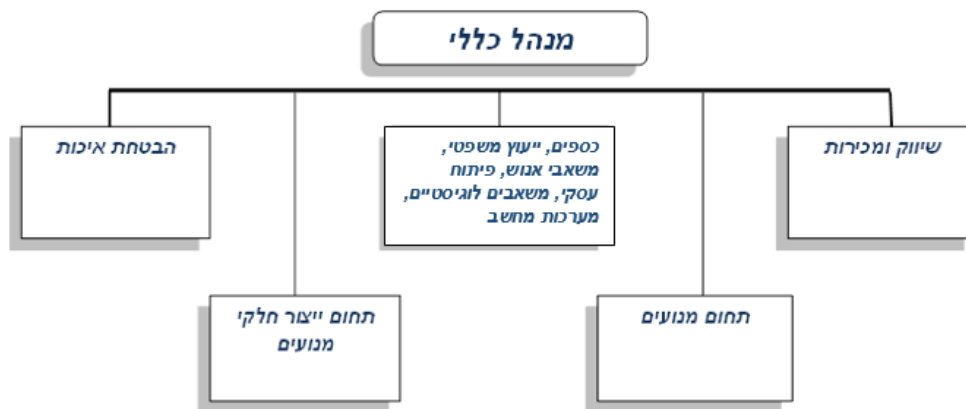 מנהל כללי
שיווק ומכירות
כספים, ייעוץ משפטי,
משאבי אנוש, פיתוח
עסקי, משאבים לוגיסטיים,
מערכות מחשב
הבטחת איכות
תחום מנועים
תחום ייצור חלקי
מנועים